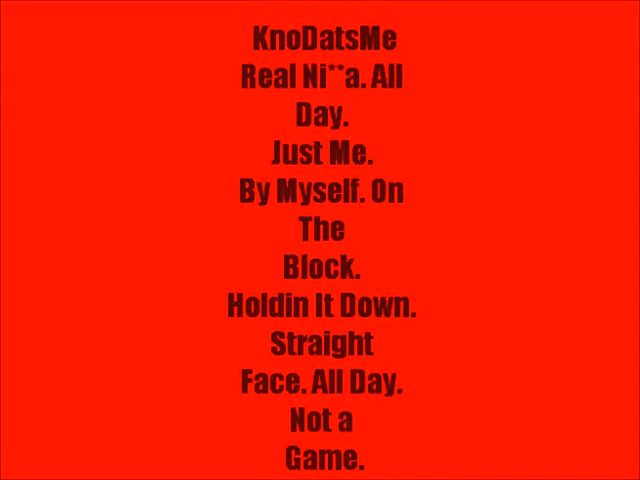 KnoDatsMe
Real Ni**a. All
Day.
Just Me.
By Myself. On
The
Block.
Holdin It Down.
Straight
Face. All Day.
Not a
Game.